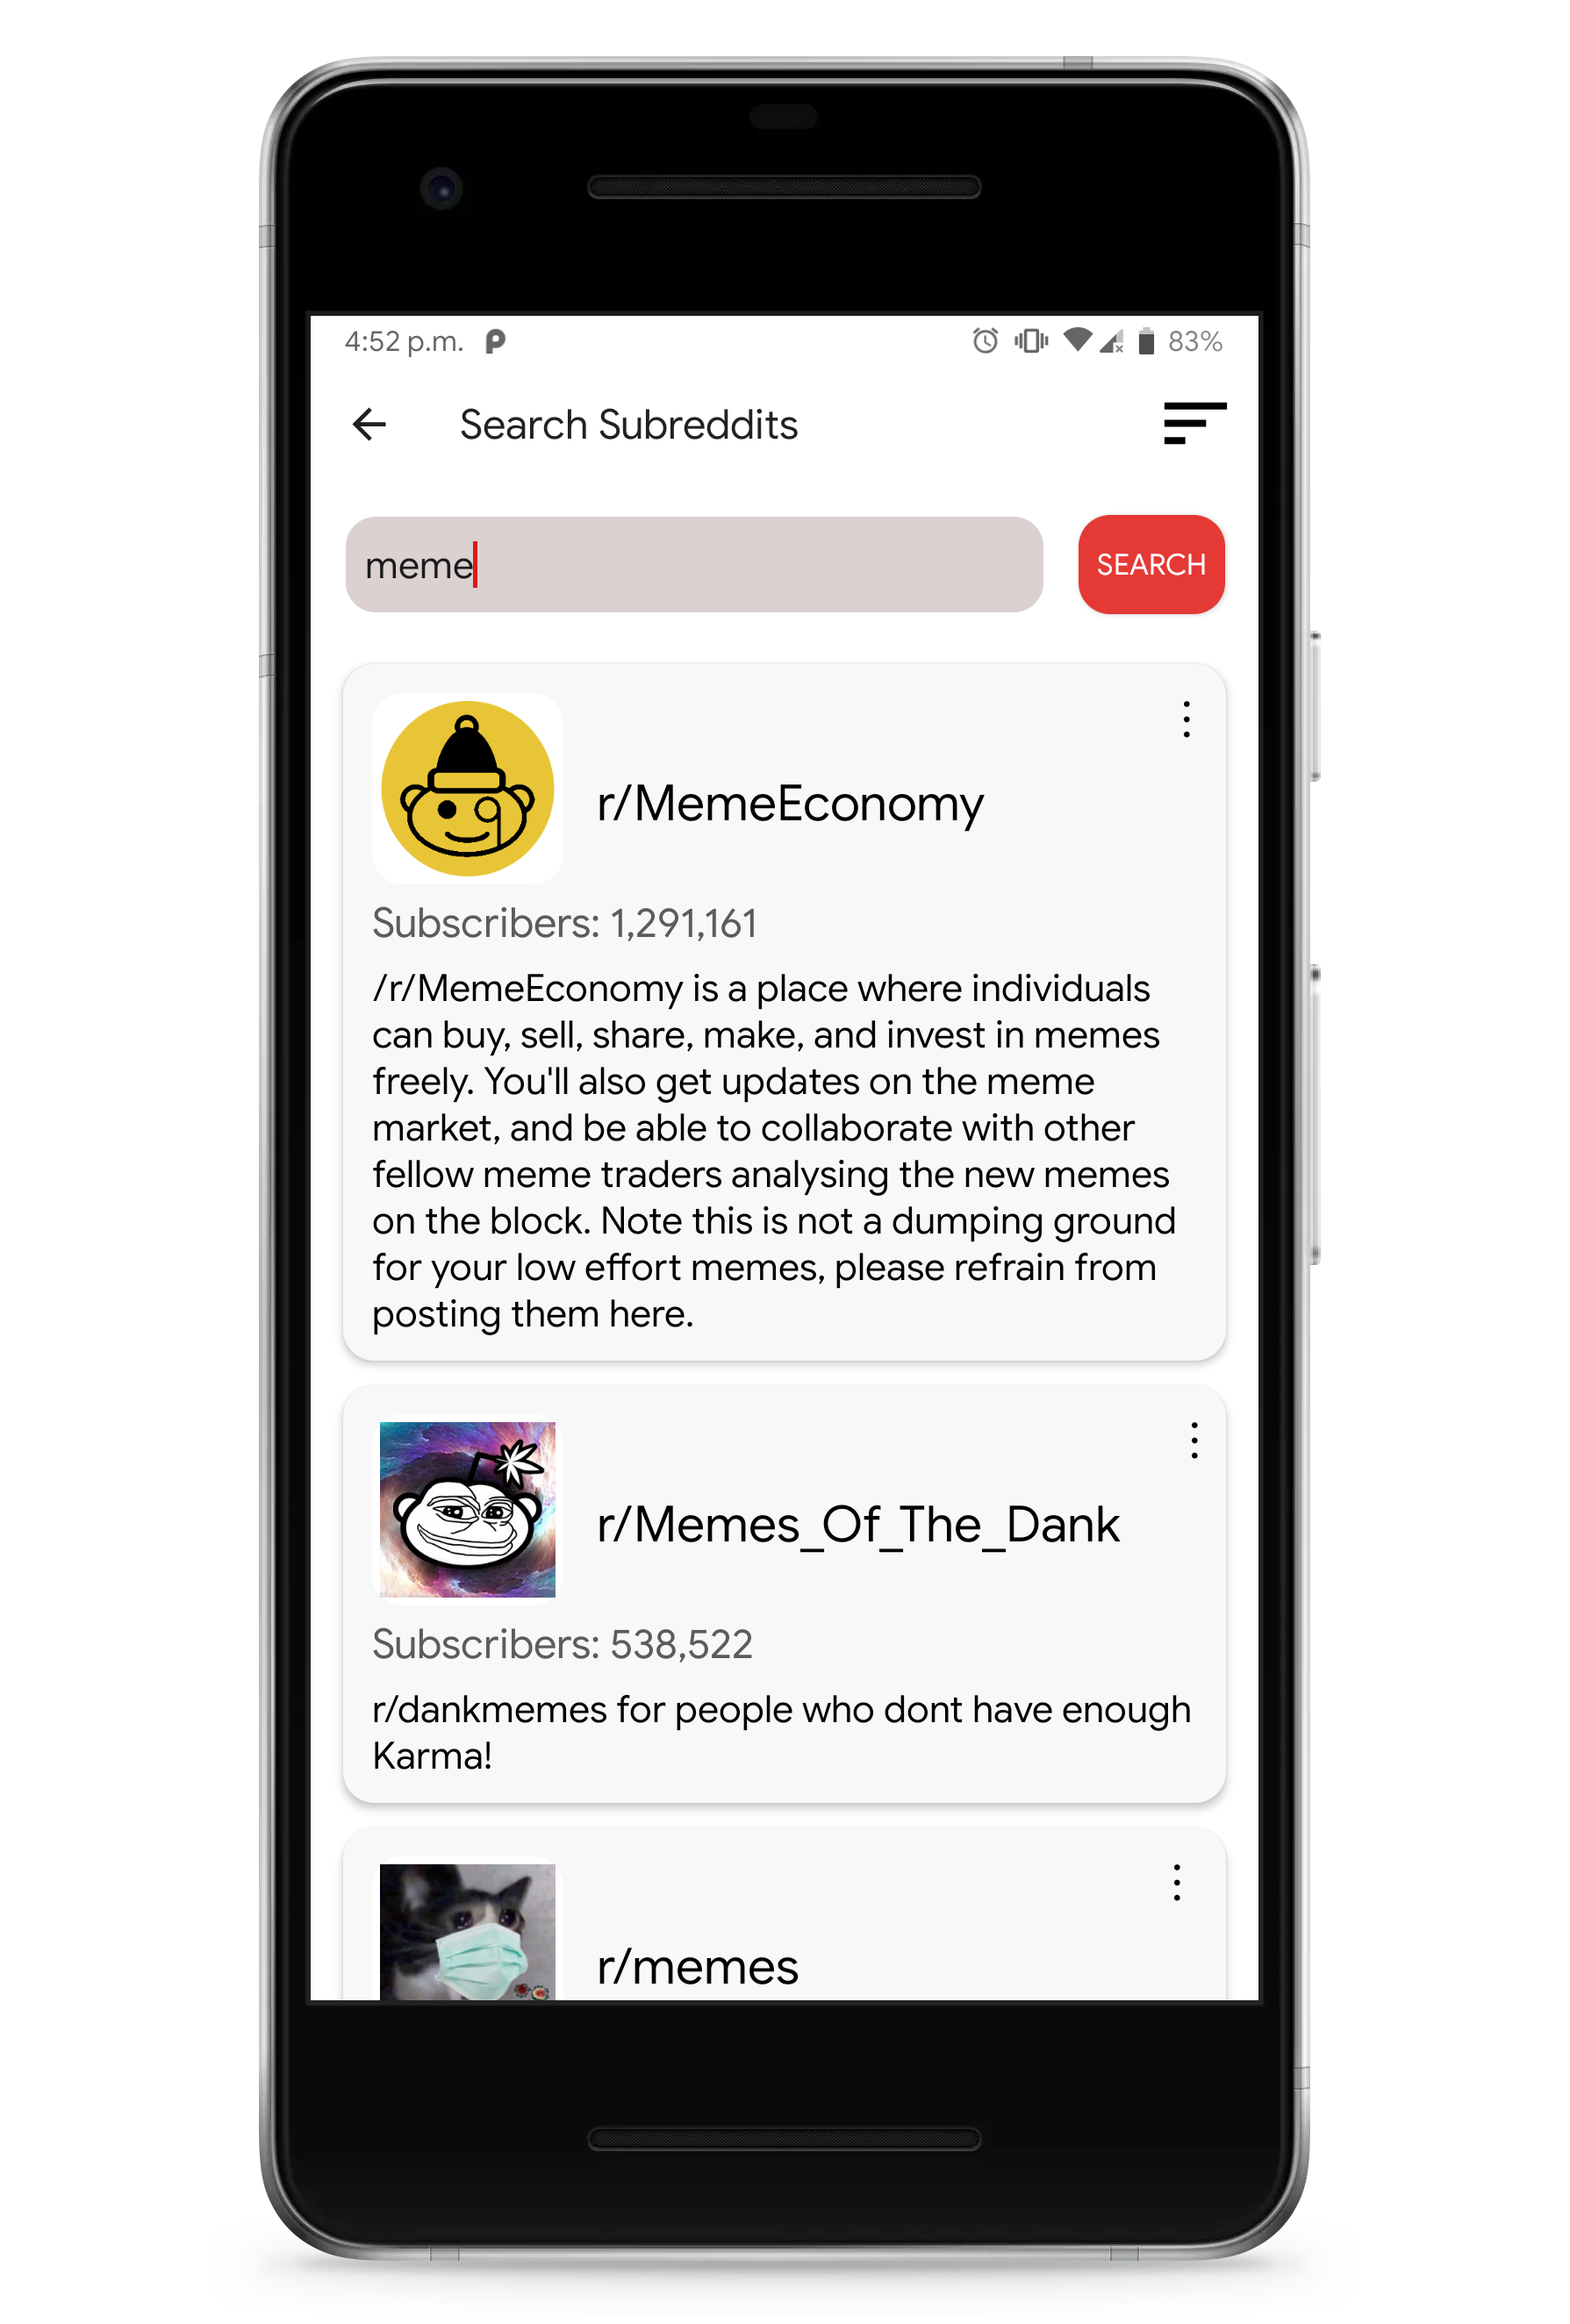 4:52 p.m.
83%
Search Subreddits
meme
SEARCH
r/MemeEconomy
Subscribers: 1,291,161
/r/MemeEconomy is a place where individuals
can buy, sell, share, make, and invest in memes
freely. You'll also get updates on the meme
market, and be able to collaborate with other
fellow meme traders analysing the new memes
on the block. Note this is not a dumping ground
for your low effort memes, please refrain from
posting them here.
r/Memes_Of_The_Dank
Subscribers: 538,522
r/dankmemes for people who dont have enough
Karma!
r/memes